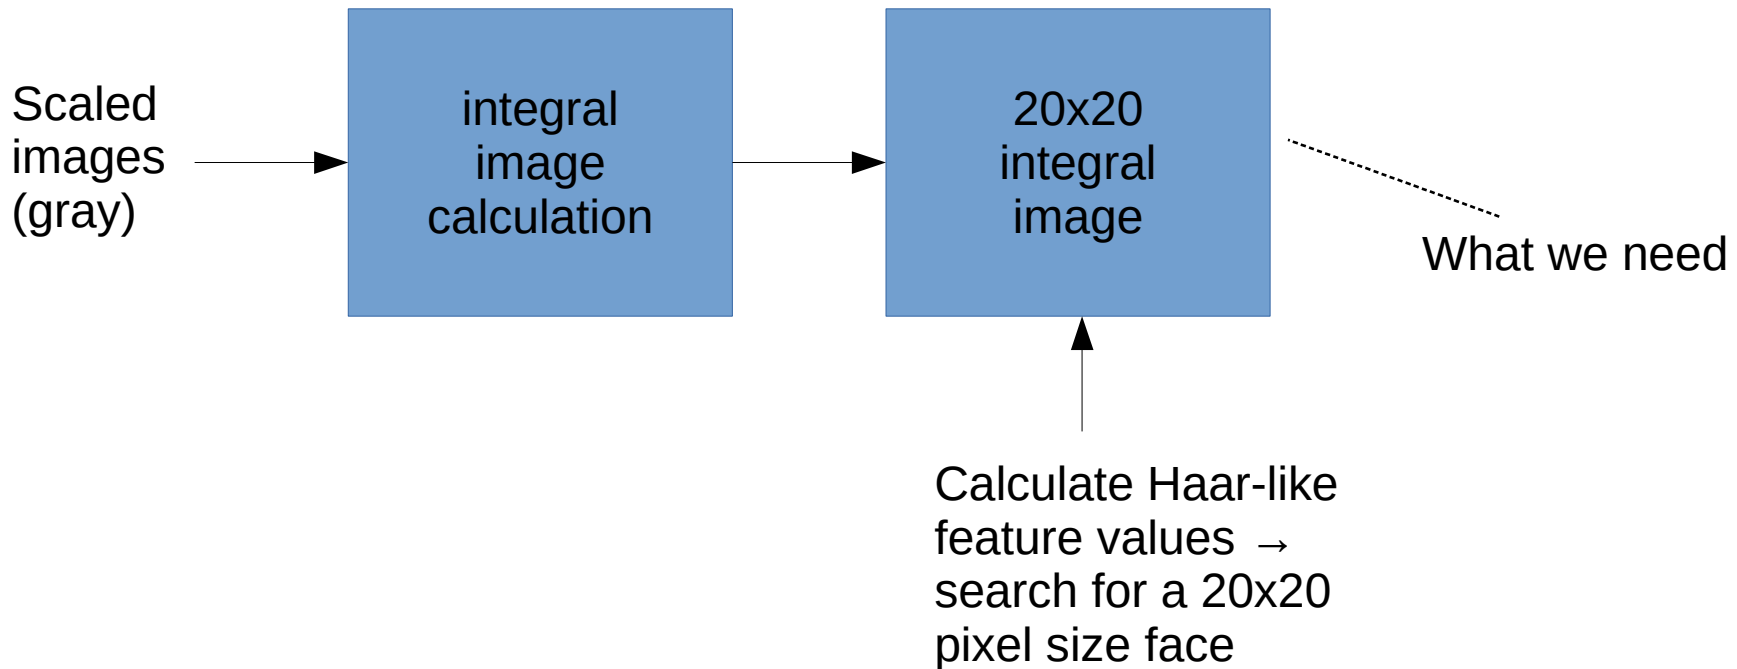 Scaled
images
(gray)
integral
image
calculation
20x20
integral
image
What we need
Calculate Haar-like
feature values →
search for a 20x20
pixel size face